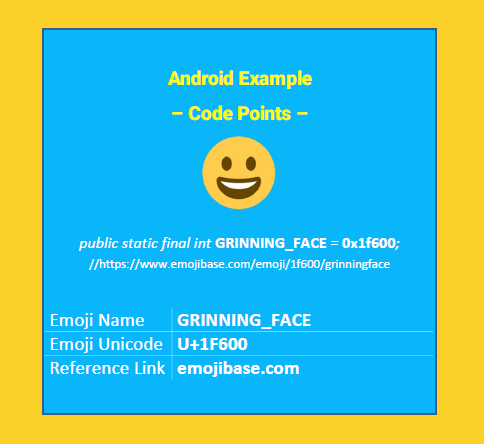 Android Example
– Code Points –
public static final int GRINNING_FACE = 0x1f600;
//https://www.emojibase.com/emoji/1f600/grinningface
Emoji Name GRINNING_FACE
Emoji Unicode U+1F600
Reference Link emojibase.com